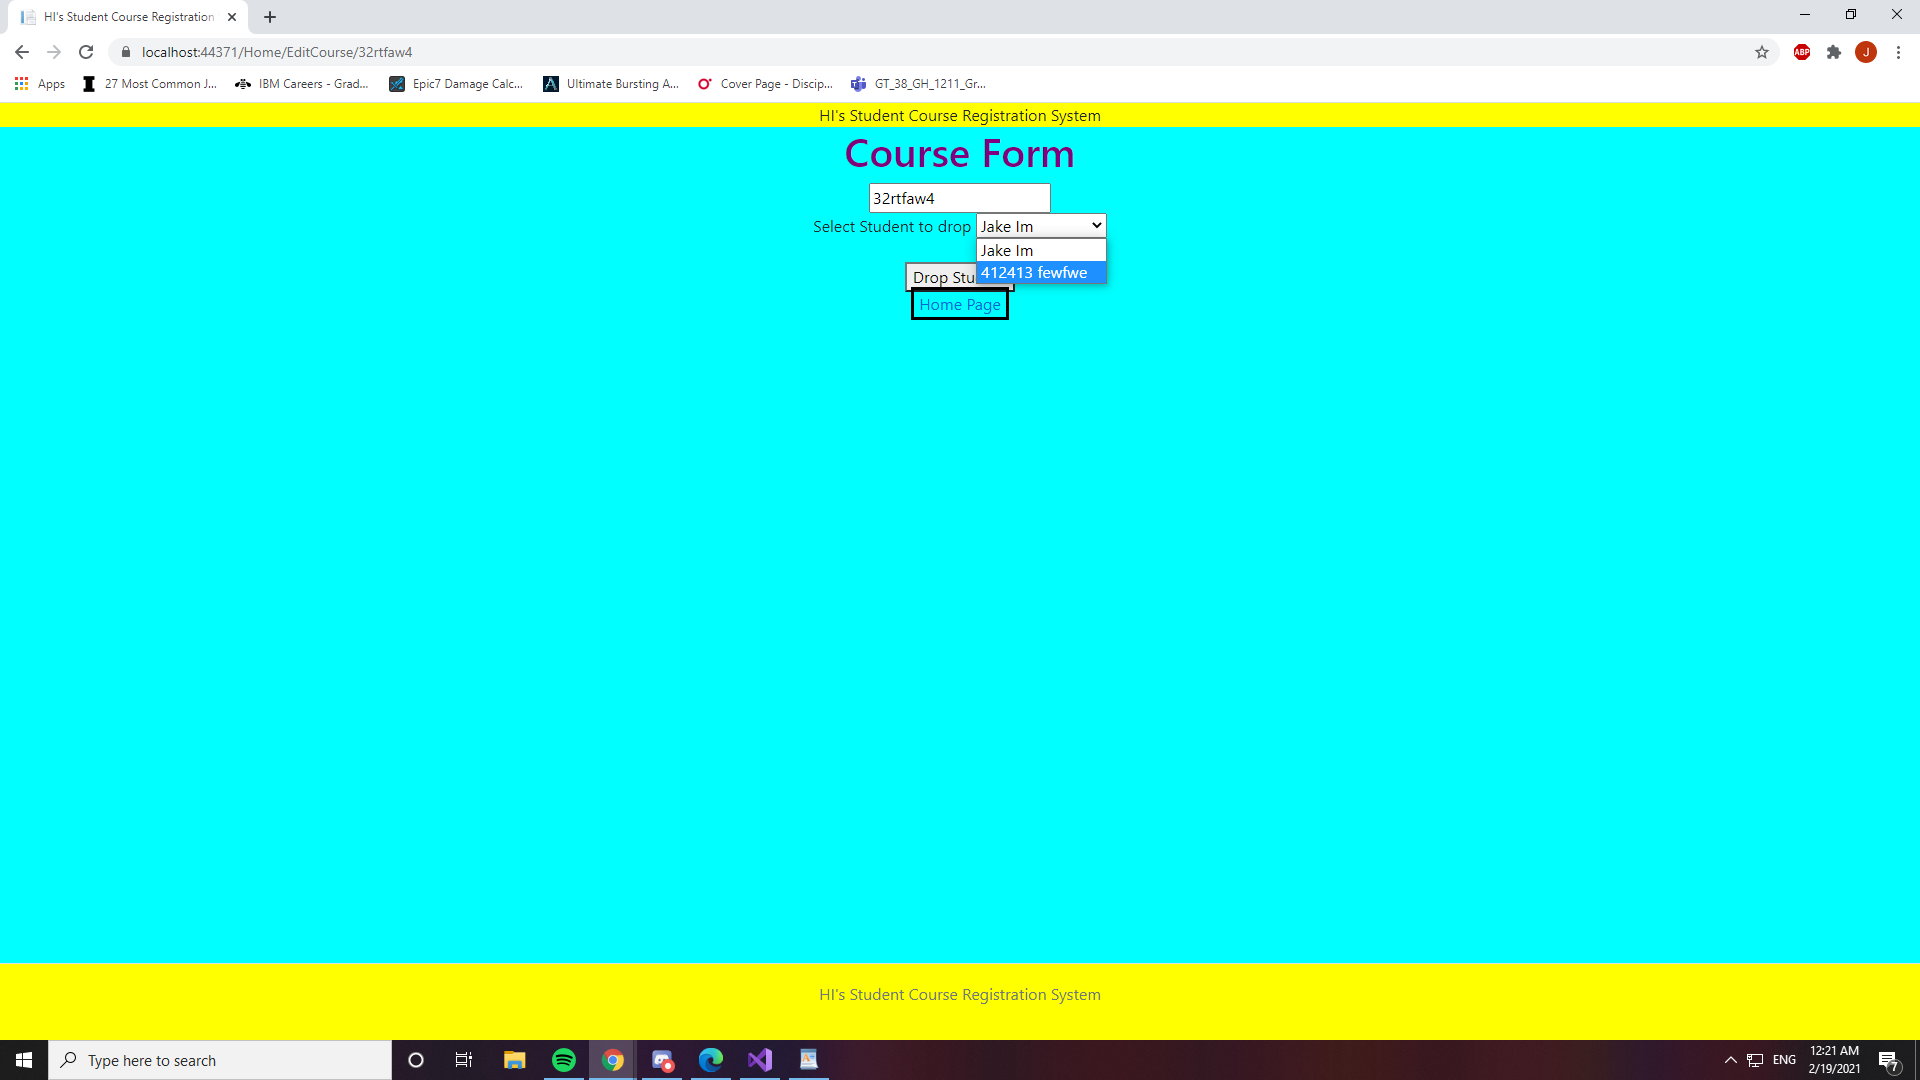 HI's Student Course Registration
localhost:44371/Home/EditCourse/32rtfaw4
ABP
J
Apps
27 Most Common J...
IBM Careers - Grad...
Epic7 Damage Calc...
Ultimate Bursting A...
Cover Page - Discip...
GT_38_GH_1211_Gr...
HI's Student Course Registration System
Course Form
32rtfaw4
Select Student to drop Jake Im
Jake Im
412413 fewfwe
Drop Stu
Home Page
HI's Student Course Registration System
Type here to search
ENG
12:21 AM
2/19/2021
7